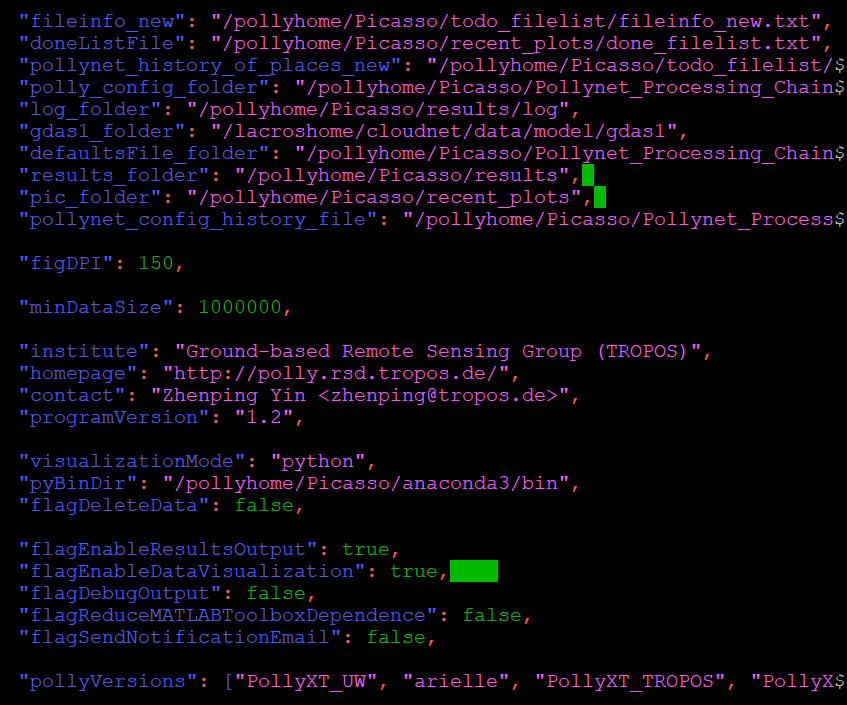 "fileinfo_new": "/pollyhome/Picasso/todo_filelist/fileinfo_new.txt",
"doneListFile": "/pollyhome/Picasso/recent_plots/done_filelist.txt",
"pollynet_history_of_places_new": "/pollyhome/Picasso/todo_filelist/$
"polly_config_folder": "/pollyhome/Picasso/Pollynet_Processing_Chain$
"log_folder": "/pollyhome/Picasso/results/log",
"gdas1_folder": "/lacroshome/cloudnet/data/model/gdas1",
"defaultsFile_folder": "/pollyhome/Picasso/Pollynet_Processing_Chain$
"results_folder": "/pollyhome/Picasso/results",
"pic_folder": "/pollyhome/Picasso/recent_plots",
"pollynet_config_history_file": "/pollyhome/Picasso/Pollynet_Process$
"figDPI": 150,
"minDataSize": 1000000,
"institute": "Ground-based Remote Sensing Group (TROPOS)",
"homepage": "http://polly.rsd.tropos.de/",
"contact": "Zhenping Yin <zhenping@tropos.de>",
"programVersion": "1.2",
"visualizationMode": "python",
"pyBinDir": "/pollyhome/Picasso/anaconda3/bin",
"flagDeleteData": false,
"flagEnableResultsOutput": true,
"flagEnableDataVisualization": true,
"flagDebugOutput": false,
"flagReduceMATLABToolboxDependence": false,
"flagSendNotificationEmail": false,
"pollyVersions": ["PollyXT_UW", "arielle", "PollyXT_TROPOS", "PollyX$